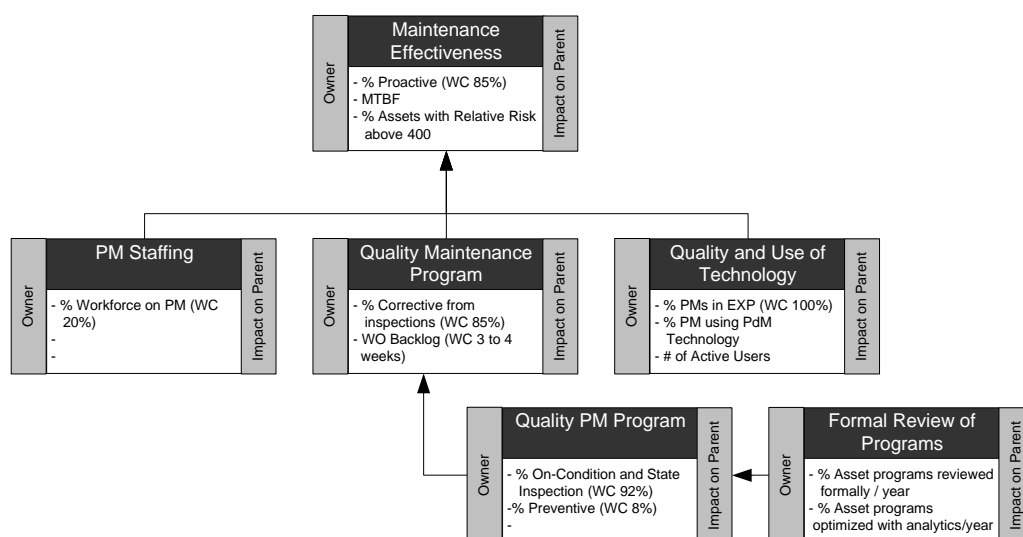 Owner
Maintenance
Effectiveness
- % Proactive (WC 85%)
- MTBF
- % Assets with Relative Risk
above 400
Impact on Parent
Owner
PM Staffing
- % Workforce on PM (WC
20%)
-
-
Impact on Parent
Owner
Quality Maintenance
Program
- % Corrective from
inspections (WC 85%)
- WO Backlog (WC 3 to 4
weeks)
Impact on Parent
Owner
Quality and Use of
Technology
- % PMs in EXP (WC 100%)
- % PM using PdM
Technology
- # of Active Users
Impact on Parent
Owner
Quality PM Program
- % On-Condition and State
Inspection (WC 92%)
-% Preventive (WC 8%)
-
Impact on Parent
Owner
Formal Review of
Programs
- % Asset programs reviewed
formally / year
- % Asset programs
optimized with analytics/year
Impact on Parent